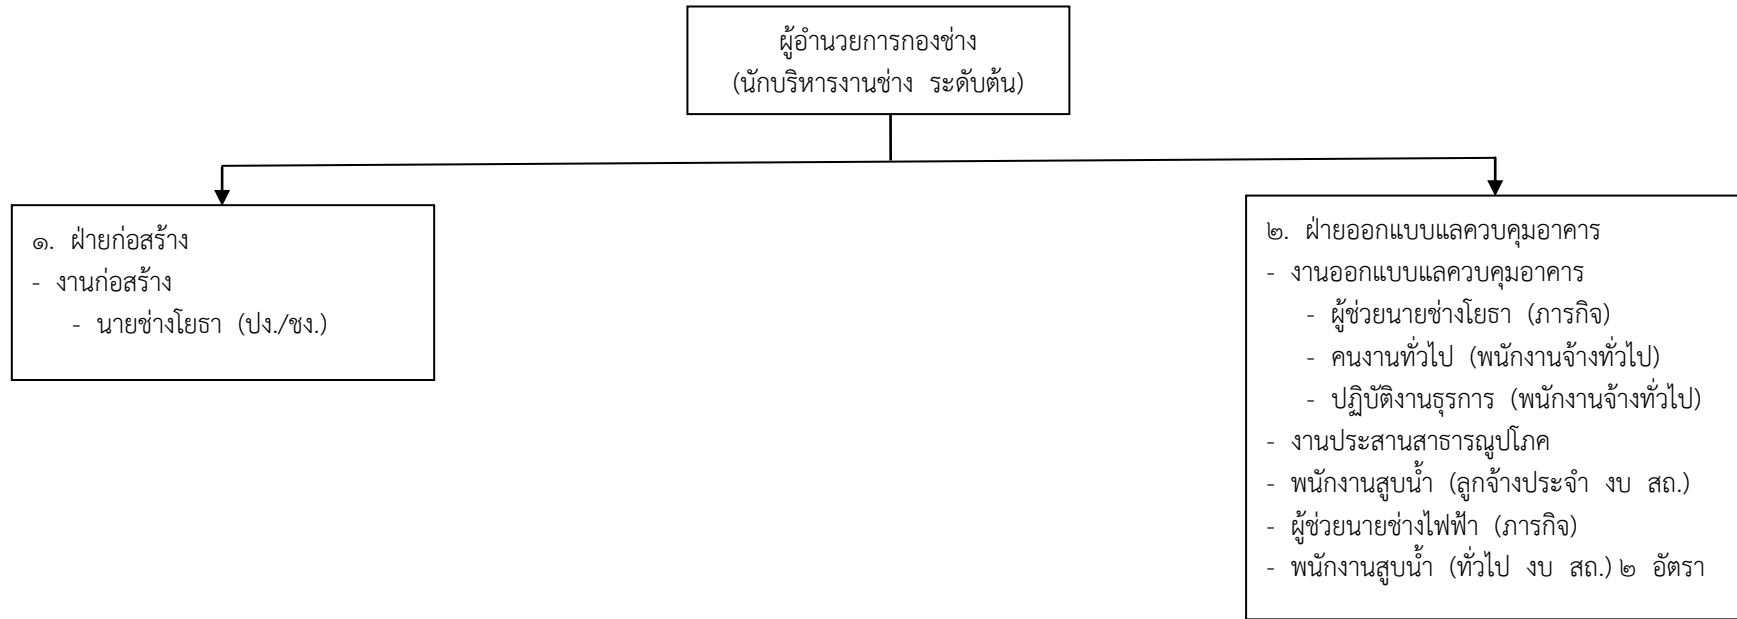 ผู้อำนวยการกองช่าง
(นักบริหารงานช่าง ระดับต้น)
๑. ฝ่ายก่อสร้าง
- งานก่อสร้าง
- นายช่างโยธา (ปง./ชง.)
๒. ฝ่ายออกแบบแลควบคุมอาคาร
- งานออกแบบแลควบคุมอาคาร
- ผู้ช่วยนายช่างโยธา (ภารกิจ)
- คนงานทั่วไป (พนักงานจ้างทั่วไป)
- ปฏิบัติงานธุรการ (พนักงานจ้างทั่วไป)
- งานประสานสาธารณูปโภค
- พนักงานสูบน้ำ (ลูกจ้างประจำ งบ สถ.)
- ผู้ช่วยนายช่างไฟฟ้า (ภารกิจ)
- พนักงานสูบน้ำ (ทั่วไป งบ สถ.) ๒ อัตรา